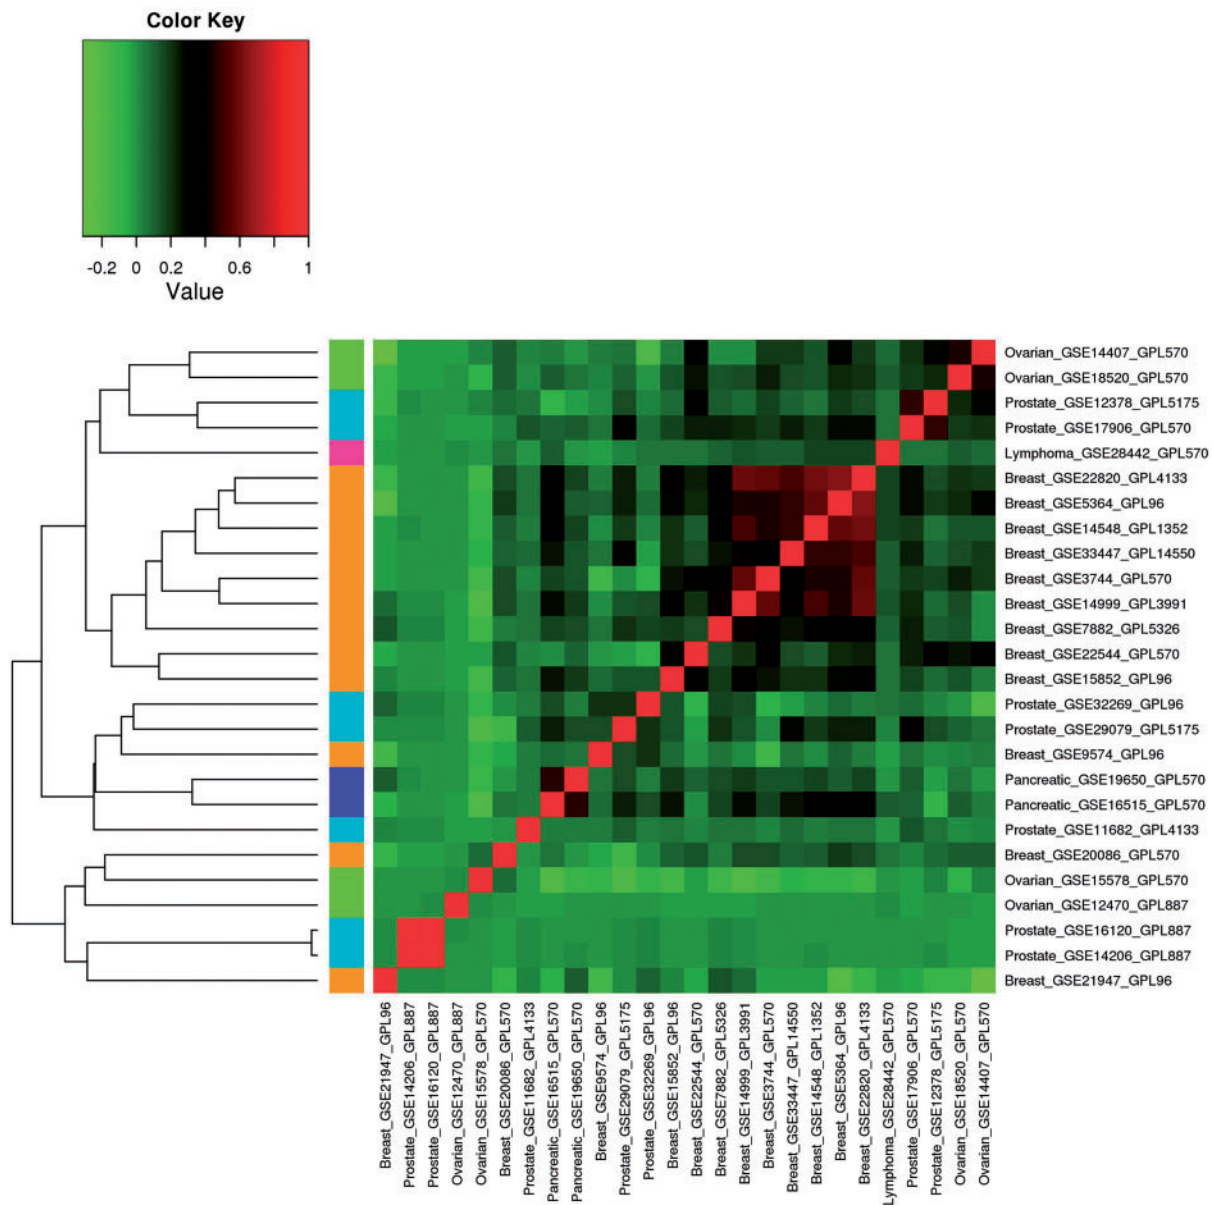 Color Key
-0.2 0 0.2 0.6 1
Value
Ovarian_GSE14407_GPL570
Ovarian_GSE18520_GPL570
Prostate_GSE12378_GPL5175
Prostate_GSE17906_GPL570
Lymphoma_GSE28442_GPL570
Breast_GSE22820_GPL4133
Breast_GSE5364_GPL96
Breast_GSE14548_GPL1352
Breast_GSE33447_GPL14550
Breast_GSE3744_GPL570
Breast_GSE14999_GPL3991
Breast_GSE7882_GPL5326
Breast_GSE22544_GPL570
Breast_GSE15852_GPL96
Prostate_GSE32269_GPL96
Prostate_GSE29079_GPL5175
Breast_GSE9574_GPL96
Pancreatic_GSE19650_GPL570
Pancreatic_GSE16515_GPL570
Prostate_GSE11682_GPL4133
Breast_GSE20086_GPL570
Ovarian_GSE15578_GPL570
Ovarian_GSE12470_GPL887
Prostate_GSE16120_GPL887
Prostate_GSE14206_GPL887
Breast_GSE21947_GPL96
Breast_GSE21947_GPL96
Prostate_GSE14206_GPL887
Prostate_GSE16120_GPL887
Ovarian_GSE12470_GPL887
Ovarian_GSE15578_GPL570
Breast_GSE20086_GPL570
Prostate_GSE11682_GPL4133
Pancreatic_GSE16515_GPL570
Pancreatic_GSE19650_GPL570
Breast_GSE9574_GPL96
Prostate_GSE29079_GPL5175
Prostate_GSE32269_GPL96
Breast_GSE15852_GPL96
Breast_GSE22544_GPL570
Breast_GSE7882_GPL5326
Breast_GSE14999_GPL3991
Breast_GSE3744_GPL570
Breast_GSE33447_GPL14550
Breast_GSE14548_GPL1352
Breast_GSE5364_GPL96
Breast_GSE22820_GPL4133
Lymphoma_GSE28442_GPL570
Prostate_GSE17906_GPL570
Prostate_GSE12378_GPL5175
Ovarian_GSE18520_GPL570
Ovarian_GSE14407_GPL570